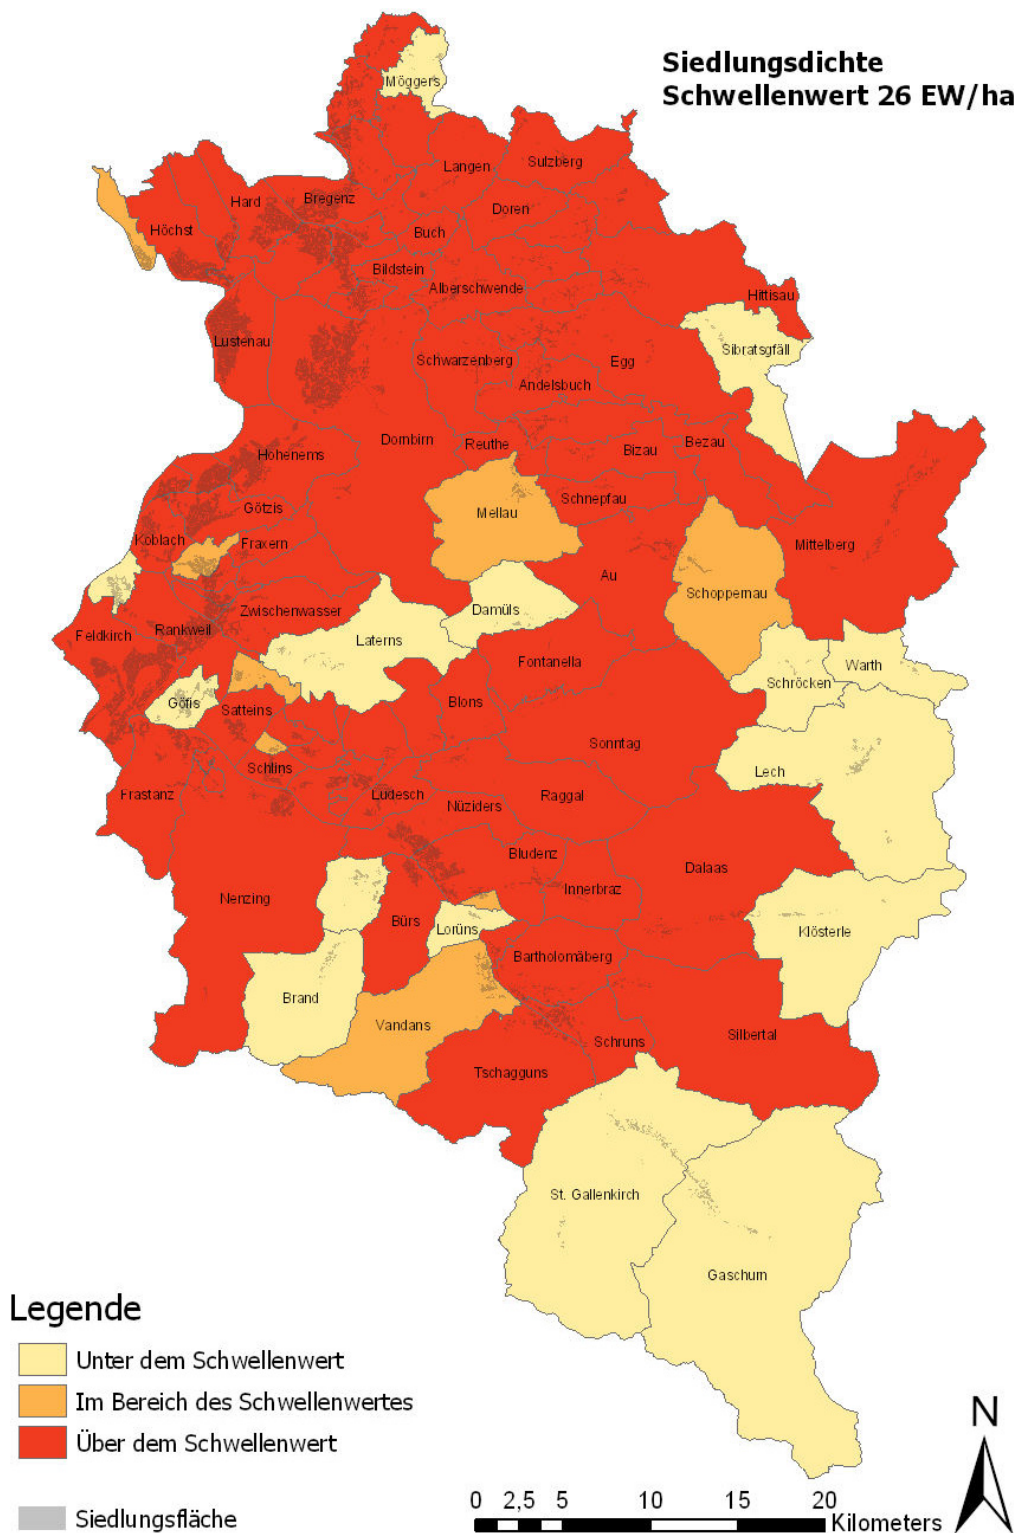 Siedlungsdichte
Schwellenwert 26 EW/ha
Möggers
Langen
Sulzberg
Hard
Bregenz
Höchst
Doren
Buch
Bildstein
Alberschwende
Hittisau
Lustenau
Sibratsgfäll
Schwarzenberg
Egg
Andelsbuch
Dornbirn
Reuthe
Bizau
Bezau
Hohenems
Schnepfau
Götzis
Mellau
Koblach
Fraxern
Mittelberg
Au
Schoppernau
Zwischenwasser
Damüls
Feldkirch
Rankweil
Laterns
Fontanella
Warth
Schröcken
Göfis
Satteins
Blons
Sonntag
Schlins
Lech
Frastanz
Ludesch
Nüziders
Raggal
Bludenz
Dalaas
Innerbraz
Nenzing
Bürs
Lorüns
Klösterle
Bartholomäberg
Brand
Vandans
Silbertal
Schruns
Tschagguns
St. Gallenkirch
Gaschurn
Legende
Unter dem Schwellenwert
Im Bereich des Schwellenwertes
Über dem Schwellenwert
Siedlungsfläche
N
0 2,5 5 10 15 20
Kilometers